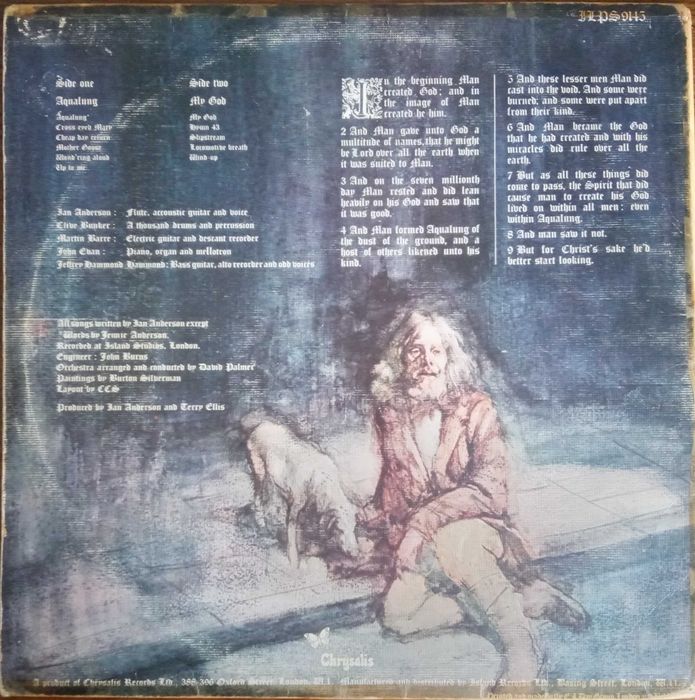 ILPS 9145
Side one
Aqualung
Aqualung*
Cross eyed Mary
Cheap day return
Mother Goose
Wond'ring aloud
Up to me
Side two
My God
My God
Hymn 43
Slipstream
Locomotive breath
Wind-up
Ian Anderson : Flute, accoustic guitar and voice
Clive Bunker : A thousand drums and percussion
Martin Barre : Electric guitar and descant recorder
John Evan : Piano, organ and mellotron
Jeffrey Hammond Hammond : Bass guitar, alto recorder and odd voices
All songs written by Ian Anderson except
*Words by Jennie Anderson.
Recorded at Island Studios, London.
Engineer : John Burns
Orchestra arranged and conducted by David Palmer
Paintings by Burton Silverman
Layout by CCS
Produced by Ian Anderson and Terry Ellis
In the beginning Man
created God; and in
the image of Man
created he him.
2 And Man gave unto God a
multitude of names, that he might
be Lord over all the earth when
it was suited to Man.
3 And on the seven millionth
day Man rested and did lean
heavily on his God and saw that
it was good.
4 And Man formed Aqualung of
the dust of the ground, and a
host of others likened unto his
kind.
5 And these lesser men Man did
cast into the void. And some were
burned; and some were put apart
from their kind.
6 And Man became the God
that he had created and with his
miracles did rule over all the
earth.
7 But as all these things did
come to pass, the Spirit that did
cause man to create his God
lived on within all men : even
within Aqualung.
8 And man saw it not.
9 But for Christ's sake he'd
better start looking.
Chrysalis
A product of Chrysalis Records Ltd., 388-396 Oxford Street, London, W.1. Manufactured and distributed by Island Records Ltd., Basing Street, London, W.11.